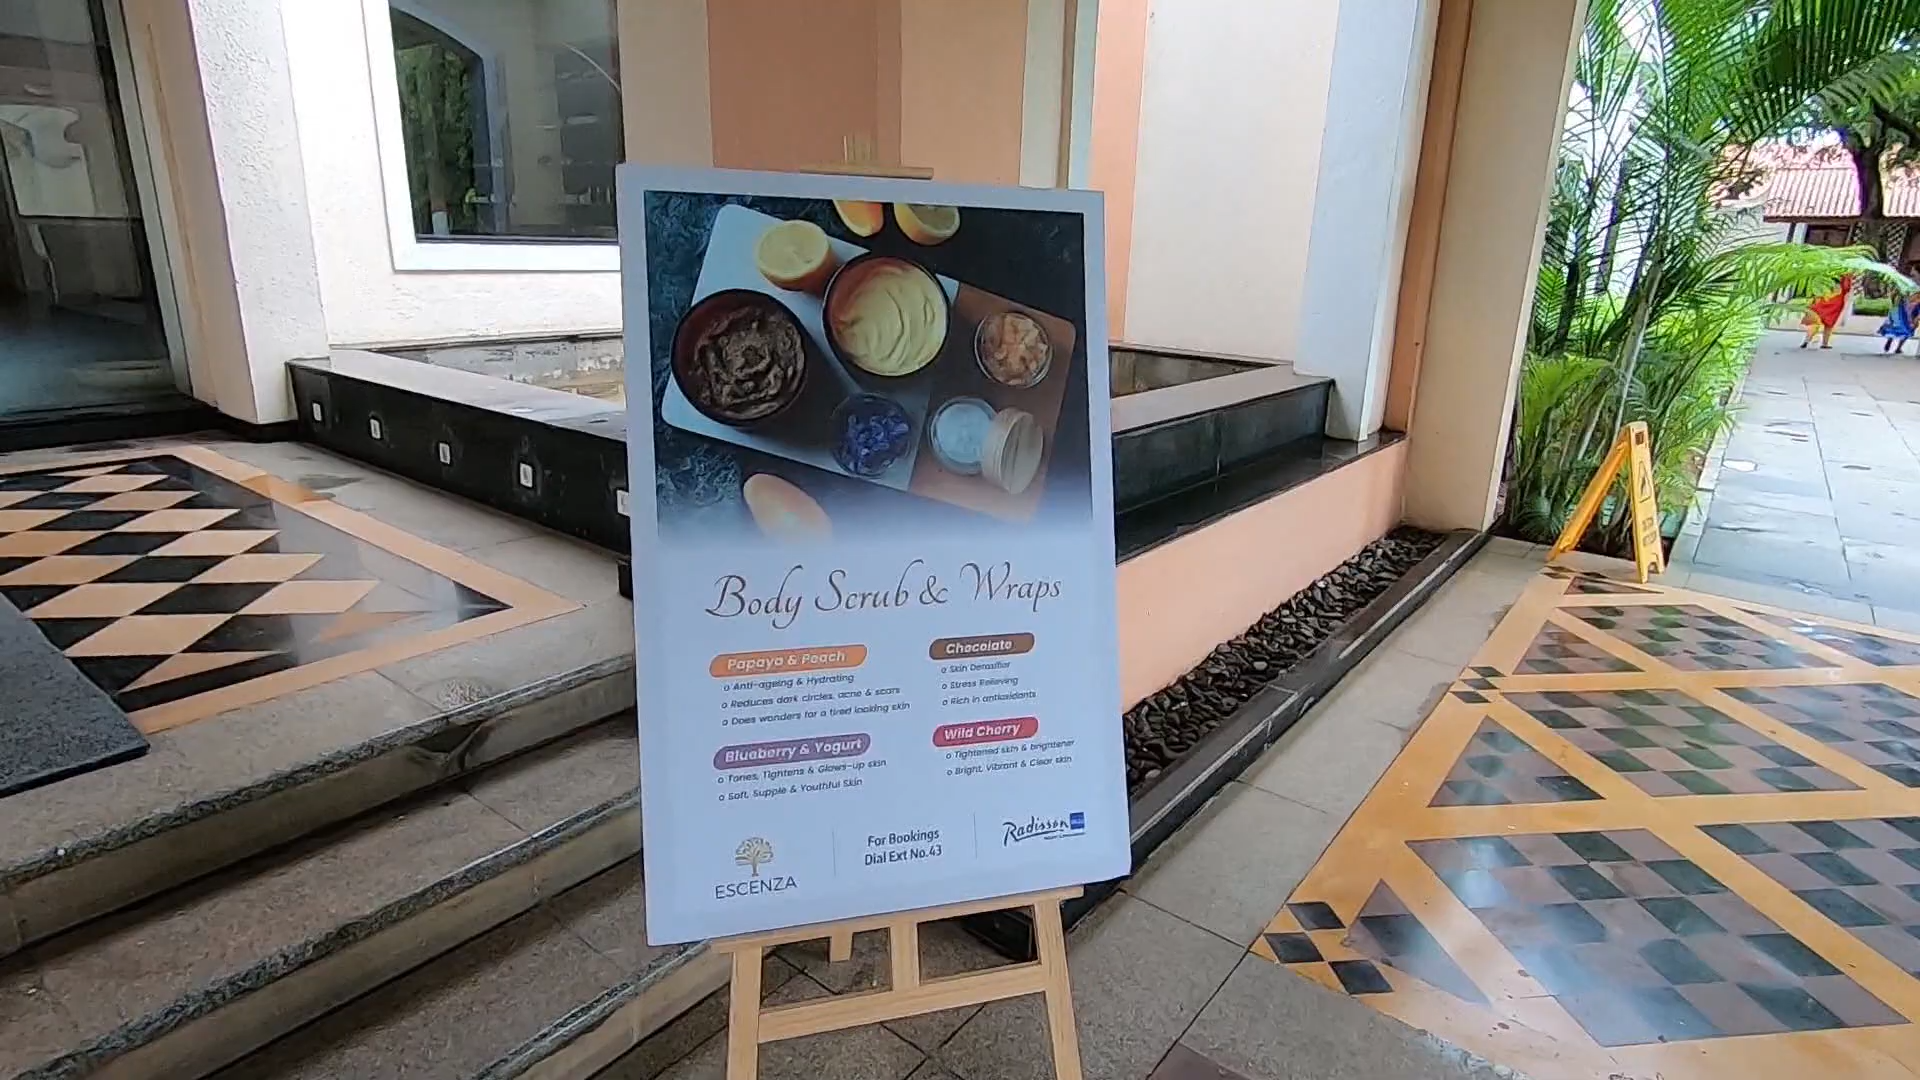 Body Scrub & Wraps
Papaya & Peach
o Anti-ageing & Hydrating
o Reduces dark circles, acne & scars
o Does wonders for a tired looking skin
Chocolate
o Skin Densifier
o Stress Relieving
o Rich in antioxidants
Blueberry & Yogurt
o Tones, Tightens & Glows-up skin
o Soft, Supple & Youthful Skin
Wild Cherry
o Tightened skin & brightener
o Bright, Vibrant & Clear skin
ESCENZA
For Bookings
Dial Ext No.43
Radisson